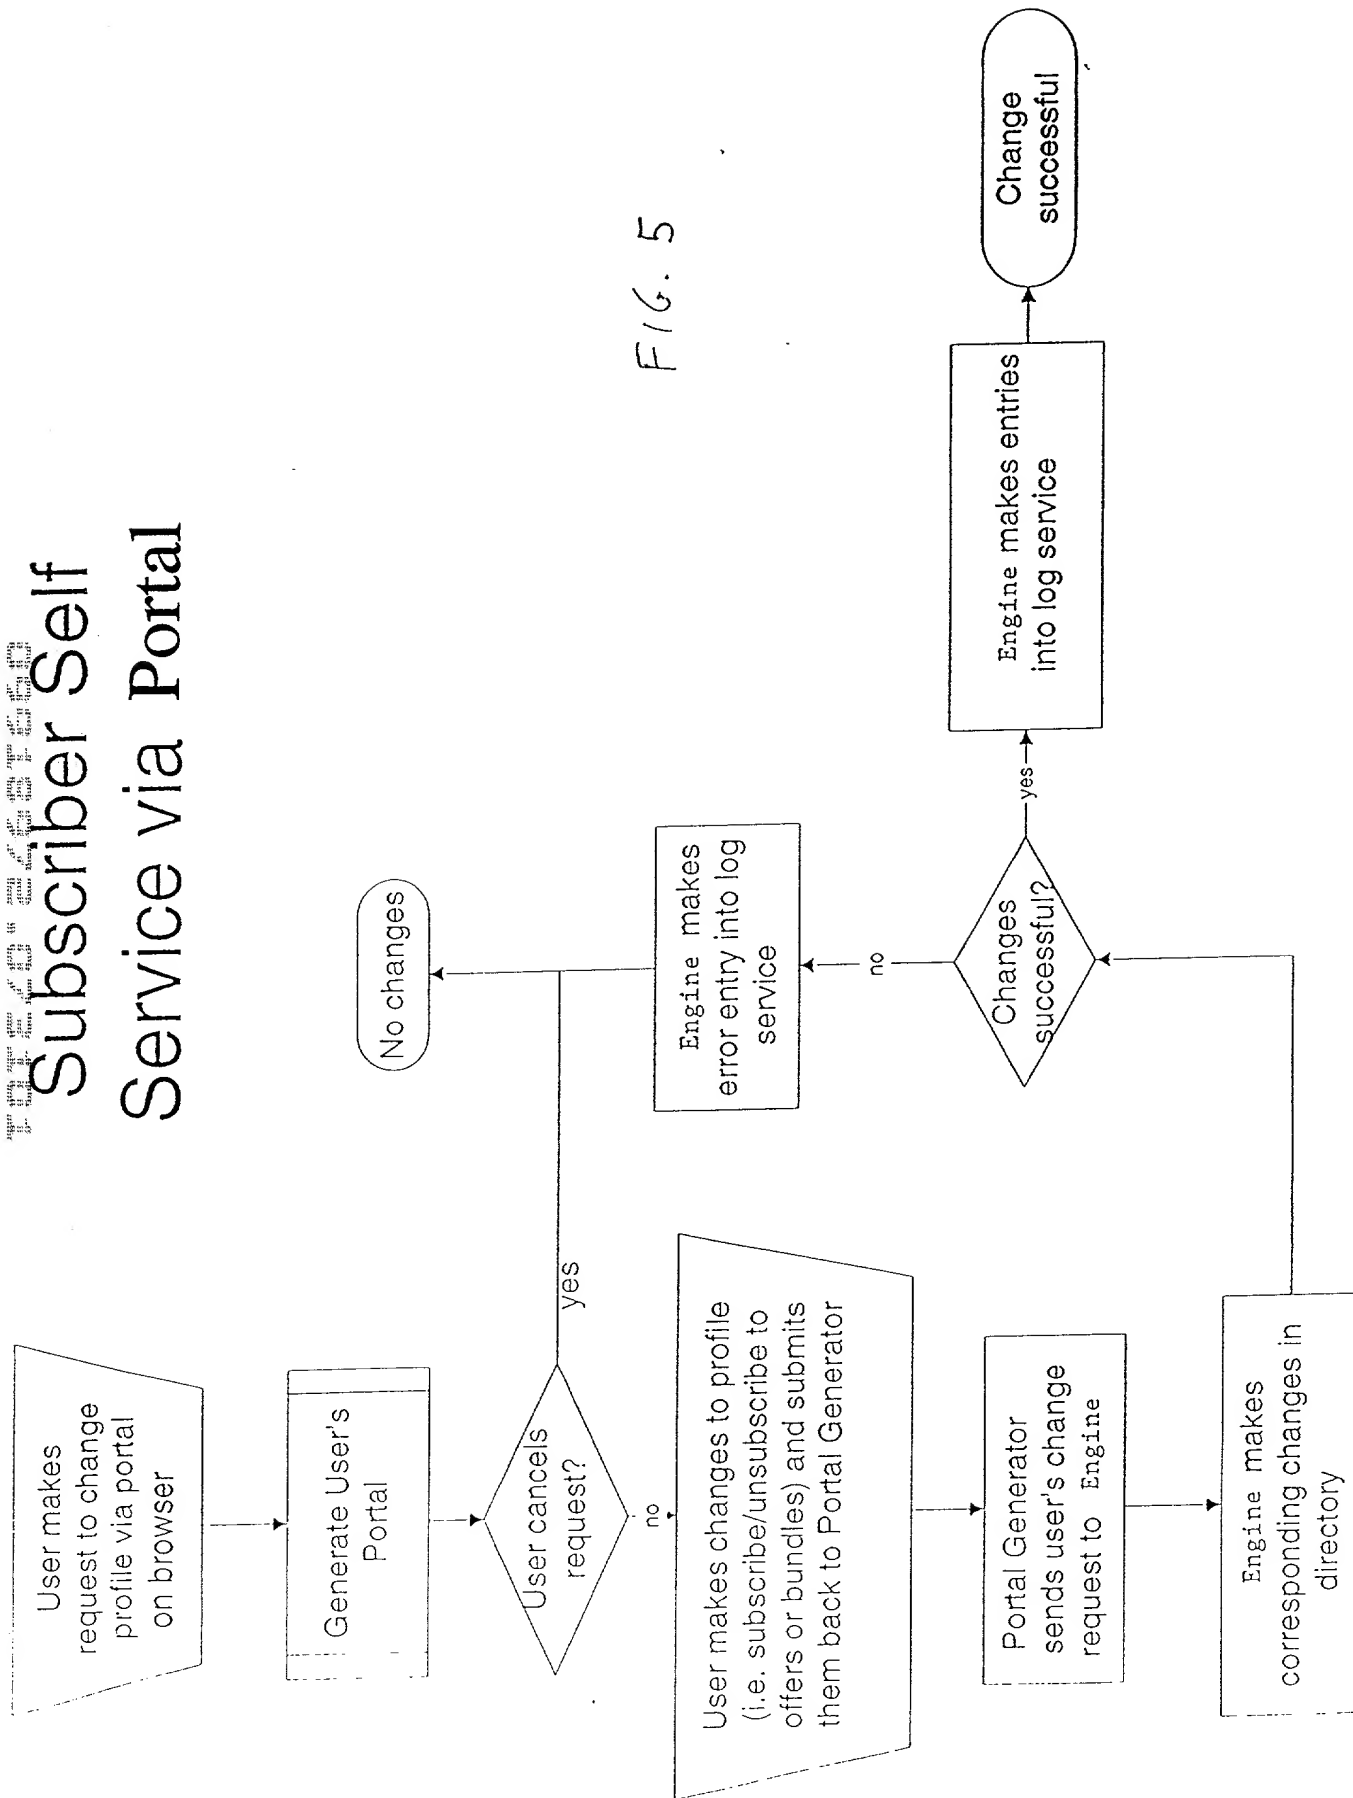 Subscriber Self
Service via Portal
User makes
request to change
profile via portal
on browser
Generate User's
Portal
User cancels
request?
yes
no
No changes
User makes changes to profile
(i.e. subscribe/unsubscribe to
offers or bundles) and submits
them back to Portal Generator
Portal Generator
sends user's change
request to Engine
Engine makes
corresponding changes in
directory
Changes
successful?
no
yes
Engine makes
error entry into log
service
Engine makes entries
into log service
Change
successful
FIG. 5